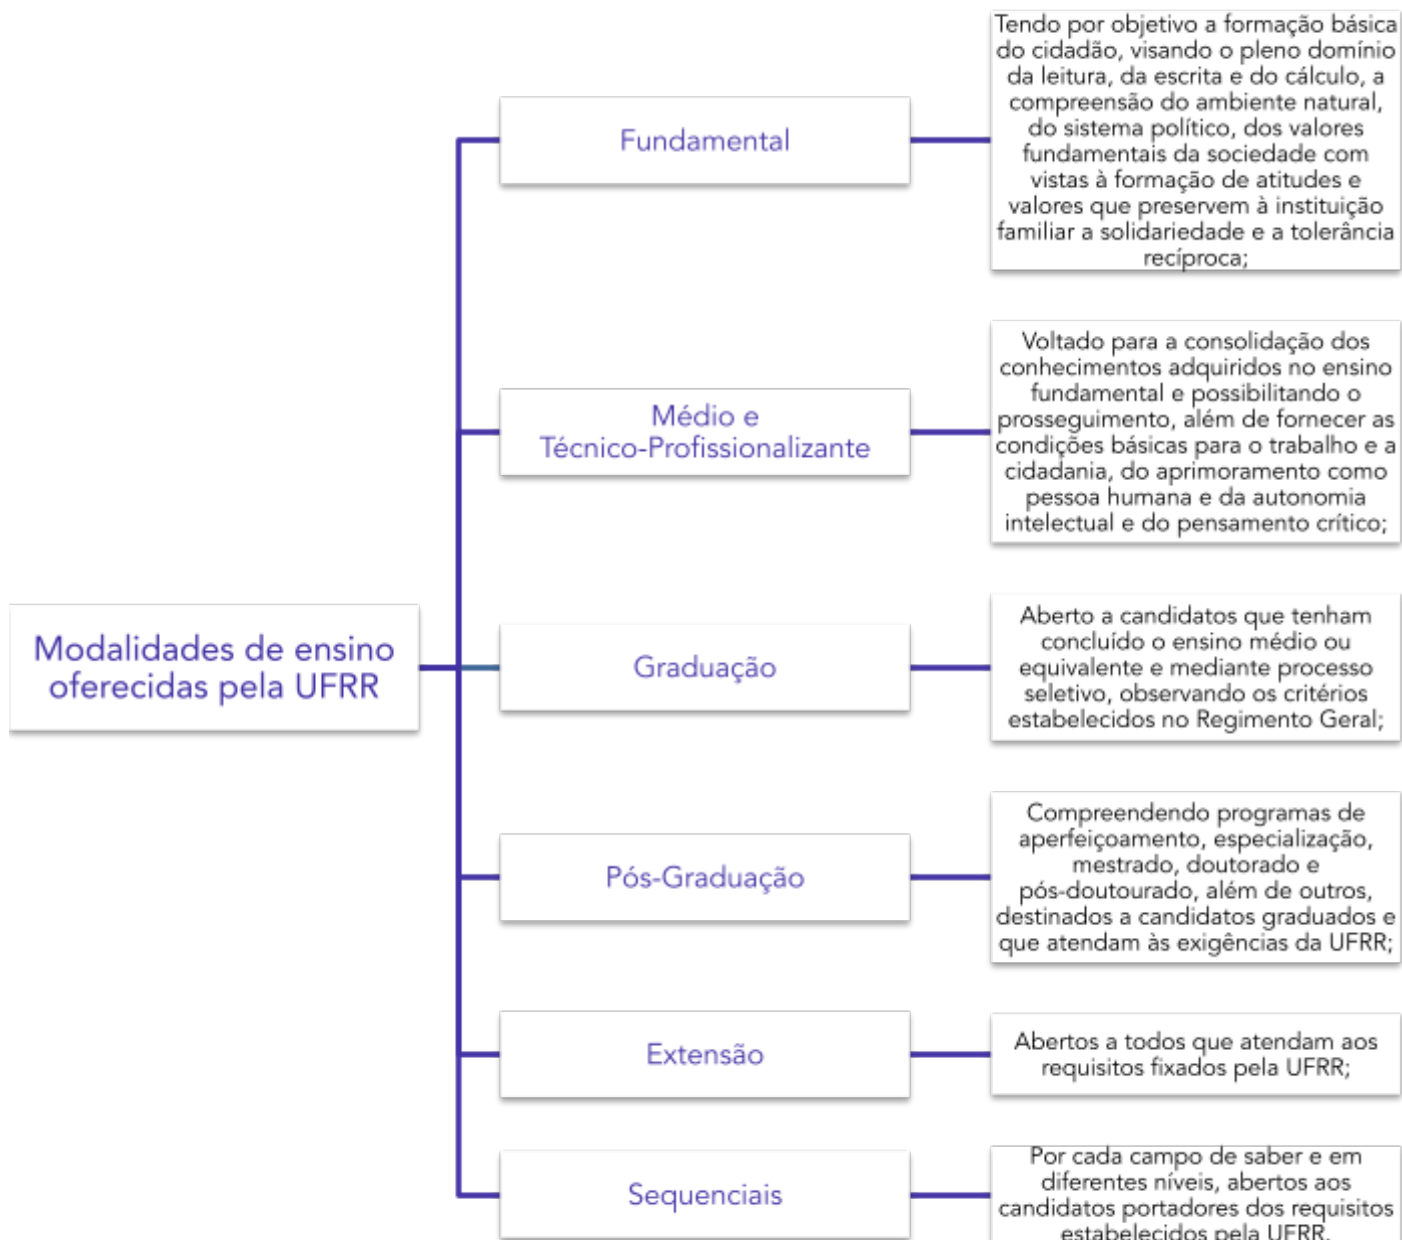 Modalidades de ensino
oferecidas pela UFRR
Fundamental
Tendo por objetivo a formação básica
do cidadão, visando o pleno domínio
da leitura, da escrita e do cálculo, a
compreensão do ambiente natural,
do sistema político, dos valores
fundamentais da sociedade com
vistas à formação de atitudes e
valores que preservem à instituição
familiar a solidariedade e a tolerância
recíproca;
Médio e
Técnico-Profissionalizante
Voltado para a consolidação dos
conhecimentos adquiridos no ensino
fundamental e possibilitando o
prosseguimento, além de fornecer as
condições básicas para o trabalho e a
cidadania, do aprimoramento como
pessoa humana e da autonomia
intelectual e do pensamento crítico;
Graduação
Aberto a candidatos que tenham
concluído o ensino médio ou
equivalente e mediante processo
seletivo, observando os critérios
estabelecidos no Regimento Geral;
Pós-Graduação
Compreendendo programas de
aperfeiçoamento, especialização,
mestrado, doutorado e
pós-doutourado, além de outros,
destinados a candidatos graduados e
que atendam às exigências da UFRR;
Extensão
Abertos a todos que atendam aos
requisitos fixados pela UFRR;
Sequenciais
Por cada campo de saber e em
diferentes níveis, abertos aos
candidatos portadores dos requisitos
estabelecidos pela UFRR.